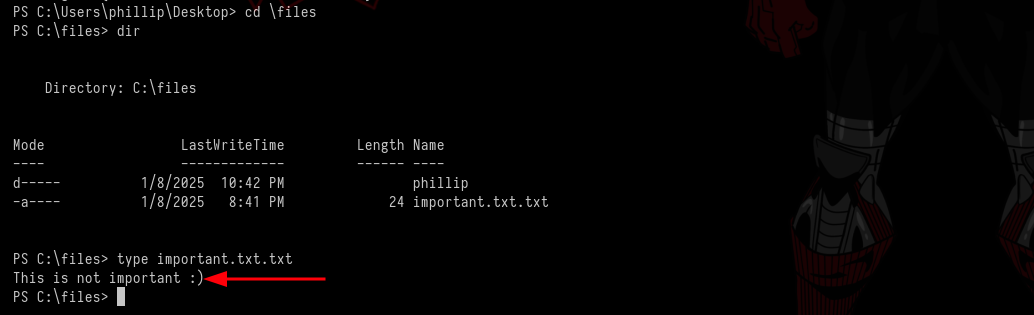 PS C:\Users\phillip\Desktop> cd \files
PS C:\files> dir
Directory: C:\files
Mode LastWriteTime Length Name
---- ------------- ------ ----
d----- 1/8/2025 10:42 PM phillip
-a---- 1/8/2025 8:41 PM 24 important.txt.txt
PS C:\files> type important.txt.txt
This is not important :)
PS C:\files>